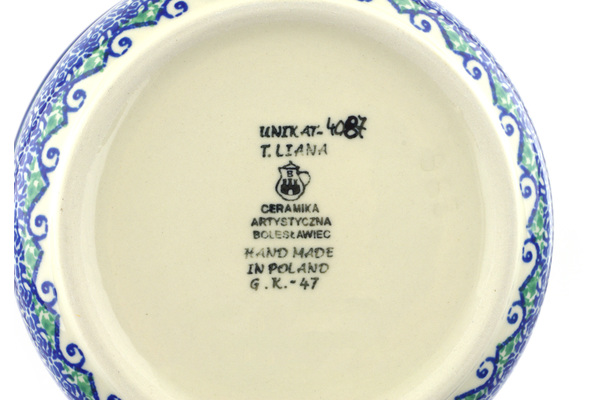 UNIKAT-4087
T. LIANA
CERAMIKA
ARTYSTYCZNA
BOLESŁAWIEC
HAND MADE
IN POLAND
G.K.-47